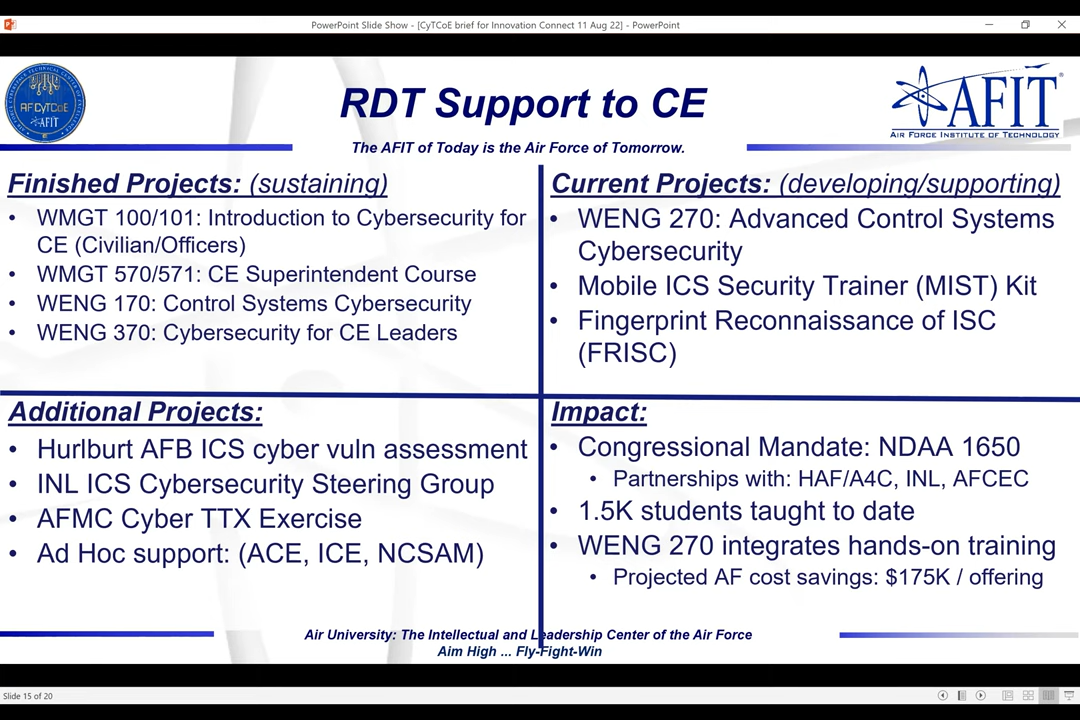 PowerPoint Slide Show - [CyTCoE brief for Innovation Connect 11 Aug 22] - PowerPoint
AF CYTCOE
AFIT
RDT Support to CE
AFIT
AIR FORCE INSTITUTE OF TECHNOLOGY
The AFIT of Today is the Air Force of Tomorrow.
Finished Projects: (sustaining)
• WMGT 100/101: Introduction to Cybersecurity for
CE (Civilian/Officers)
• WMGT 570/571: CE Superintendent Course
• WENG 170: Control Systems Cybersecurity
• WENG 370: Cybersecurity for CE Leaders
Current Projects: (developing/supporting)
• WENG 270: Advanced Control Systems
Cybersecurity
• Mobile ICS Security Trainer (MIST) Kit
• Fingerprint Reconnaissance of ISC
(FRISC)
Additional Projects:
• Hurlburt AFB ICS cyber vuln assessment
• INL ICS Cybersecurity Steering Group
• AFMC Cyber TTX Exercise
• Ad Hoc support: (ACE, ICE, NCSAM)
Impact:
• Congressional Mandate: NDAA 1650
• Partnerships with: HAF/A4C, INL, AFCEC
• 1.5K students taught to date
• WENG 270 integrates hands-on training
• Projected AF cost savings: $175K / offering
Air University: The Intellectual and Leadership Center of the Air Force
Aim High ... Fly-Fight-Win
Slide 15 of 20